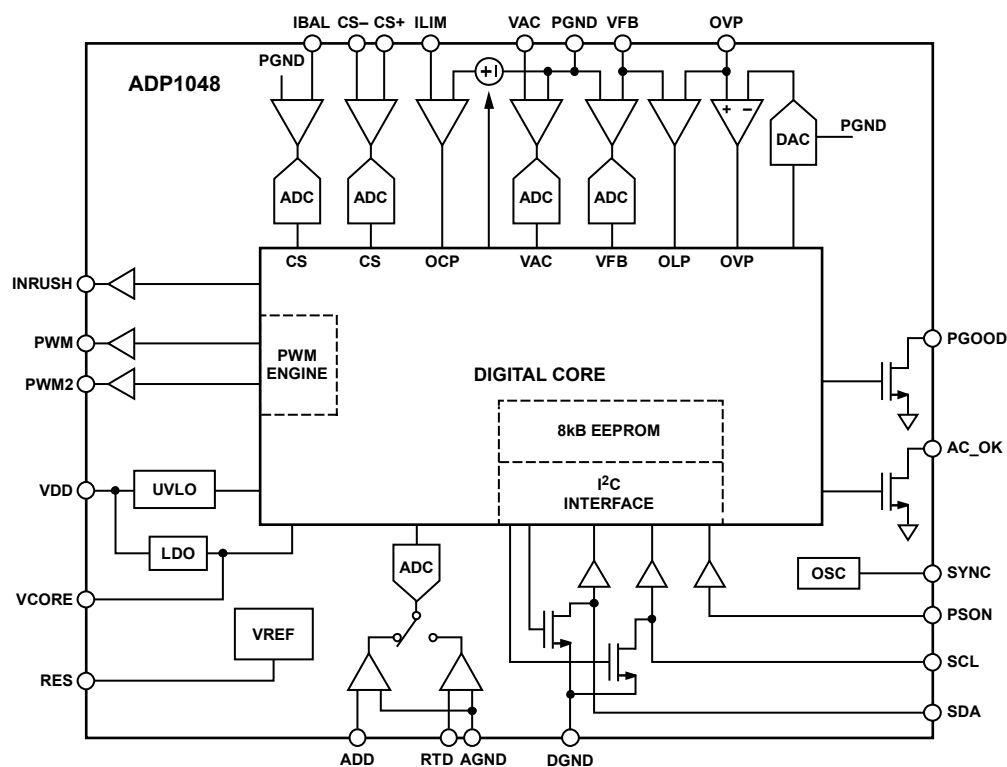 IBAL CS– CS+ ILIM VAC PGND VFB OVP
ADP1048
PGND
+ –
DAC
PGND
ADC
ADC
ADC
ADC
CS
CS
OCP
VAC
VFB
OLP
OVP
INRUSH
PWM
PWM2
PWM
ENGINE
DIGITAL CORE
8kB EEPROM
I²C
INTERFACE
PGOOD
AC_OK
VDD
UVLO
LDO
VCORE
ADC
VREF
RES
OSC
SYNC
PSON
SCL
SDA
ADD
RTD
AGND
DGND